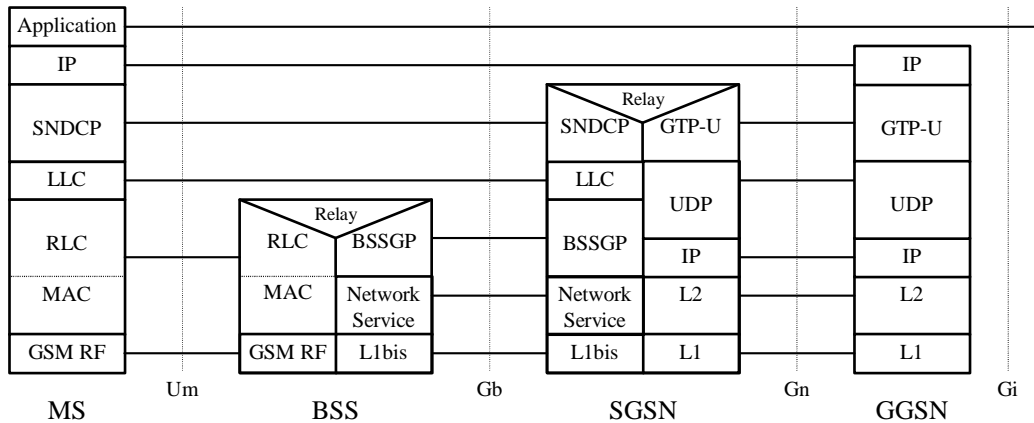 Application
IP IP
Relay
SNDCP SNDCP GTP-U GTP-U
LLC LLC
UDP UDP
Relay
RLC RLC BSSGP BSSGP
IP IP
MAC MAC Network Service Network Service L2 L2
GSM RF GSM RF L1bis L1bis L1 L1
Um Gb Gn Gi
MS BSS SGSN GGSN